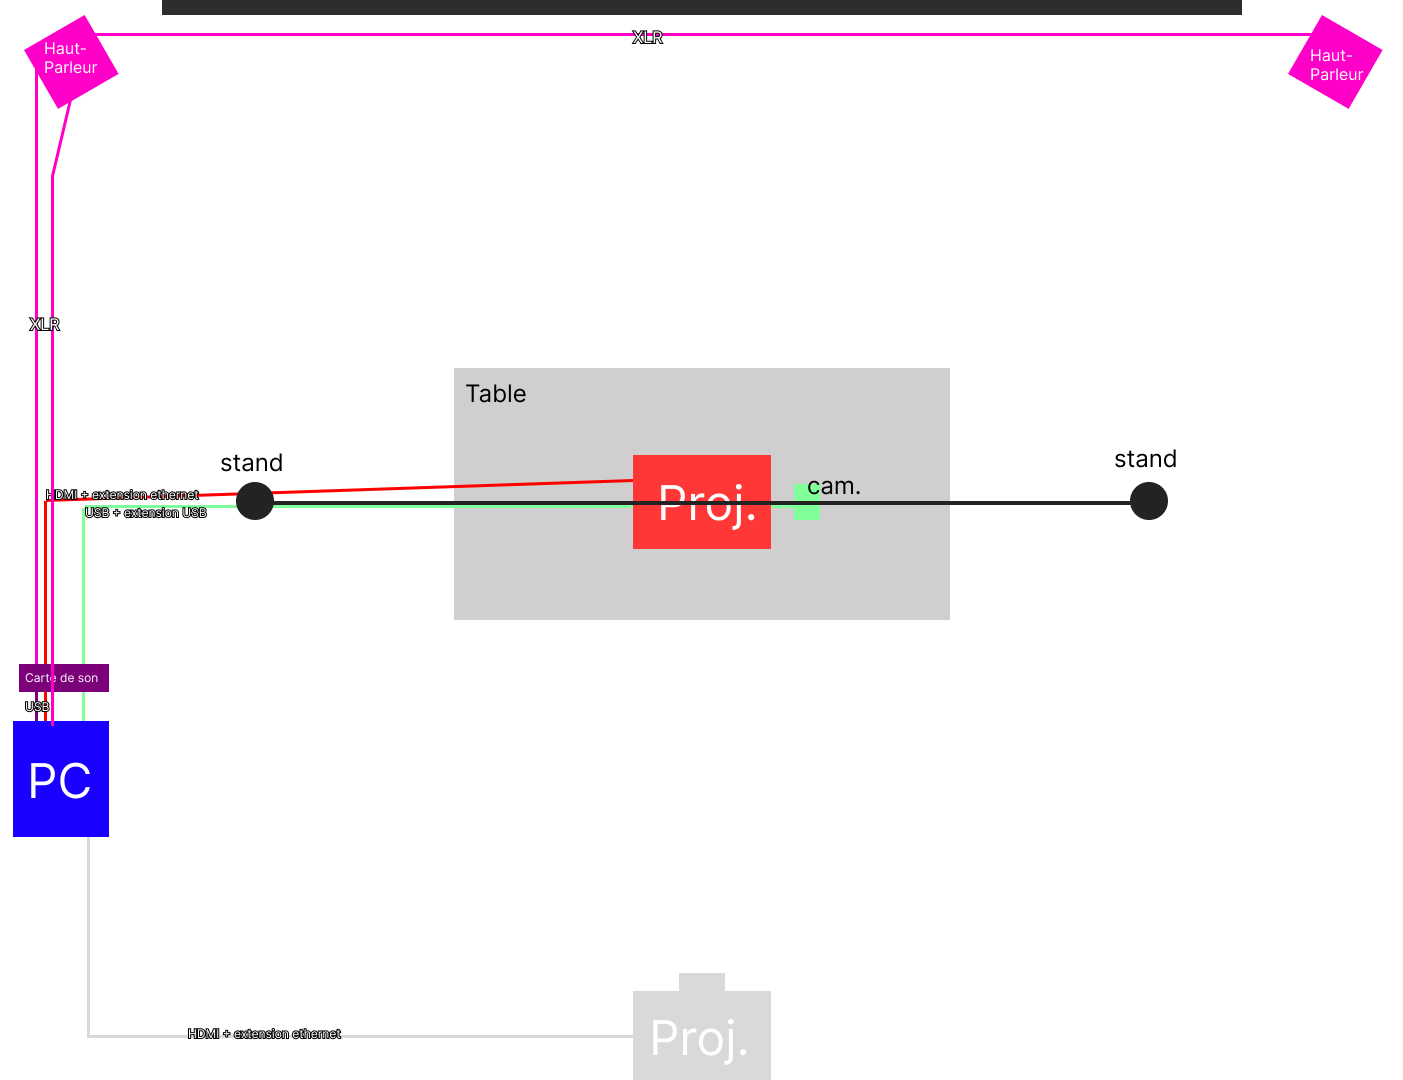 XLR
Haut-
Parleur
Haut-
Parleur
XLR
Table
stand
stand
cam.
Proj.
HDMI + extension ethernet
USB + extension USB
Carte de son
USB
PC
HDMI + extension ethernet
Proj.